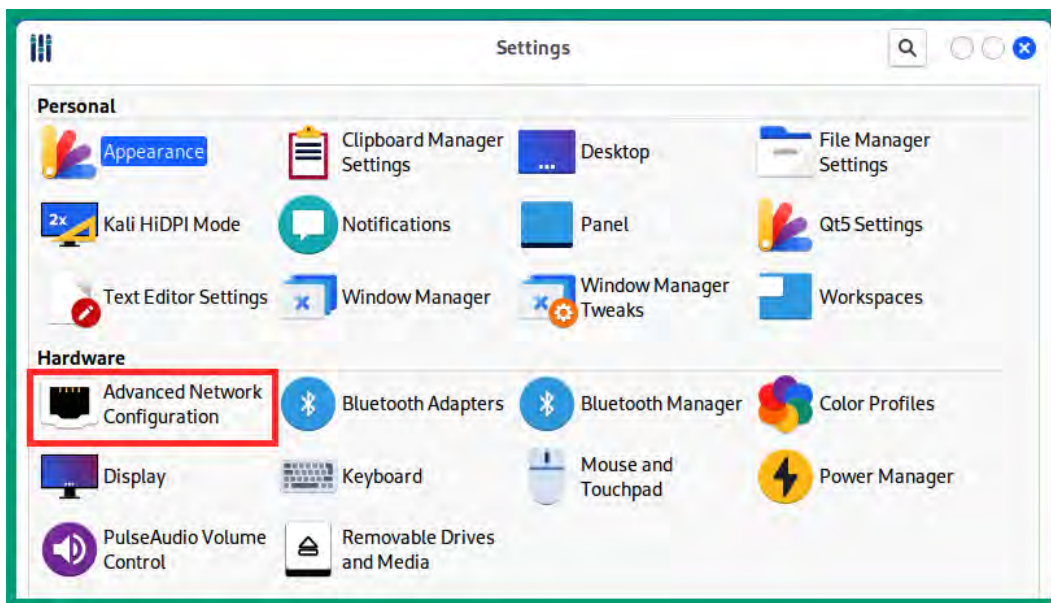 Settings
Personal
Appearance
Clipboard Manager
Settings
Desktop
File Manager
Settings
2x
Kali HiDPI Mode
Notifications
Panel
Qt5 Settings
Text Editor Settings
Window Manager
Window Manager
Tweaks
Workspaces
Hardware
Advanced Network
Configuration
Bluetooth Adapters
Bluetooth Manager
Color Profiles
Display
Keyboard
Mouse and
Touchpad
Power Manager
PulseAudio Volume
Control
Removable Drives
and Media